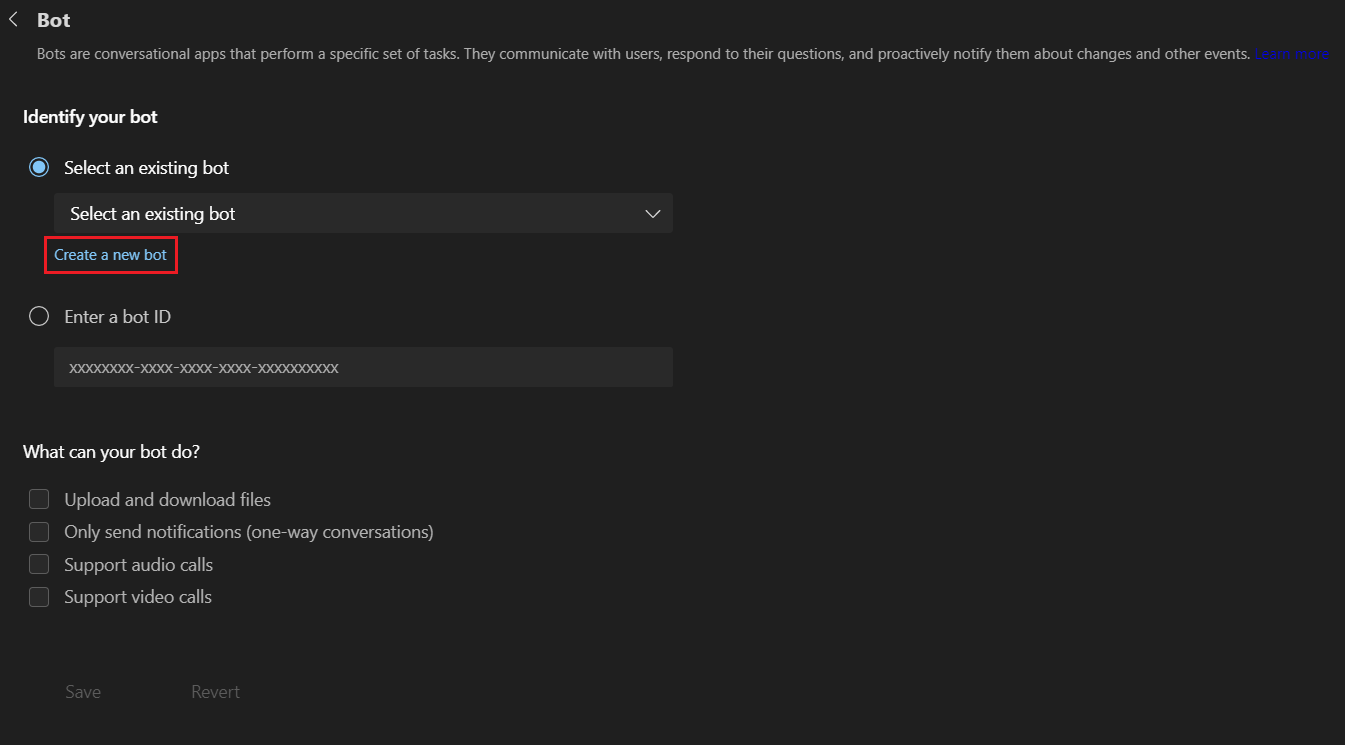 Bot
Bots are conversational apps that perform a specific set of tasks. They communicate with users, respond to their questions, and proactively notify them about changes and other events. Learn more
Identify your bot
Select an existing bot
Select an existing bot
Create a new bot
Enter a bot ID
xxxxxxxx-xxxx-xxxx-xxxx-xxxxxxxxxx
What can your bot do?
Upload and download files
Only send notifications (one-way conversations)
Support audio calls
Support video calls
Save Revert